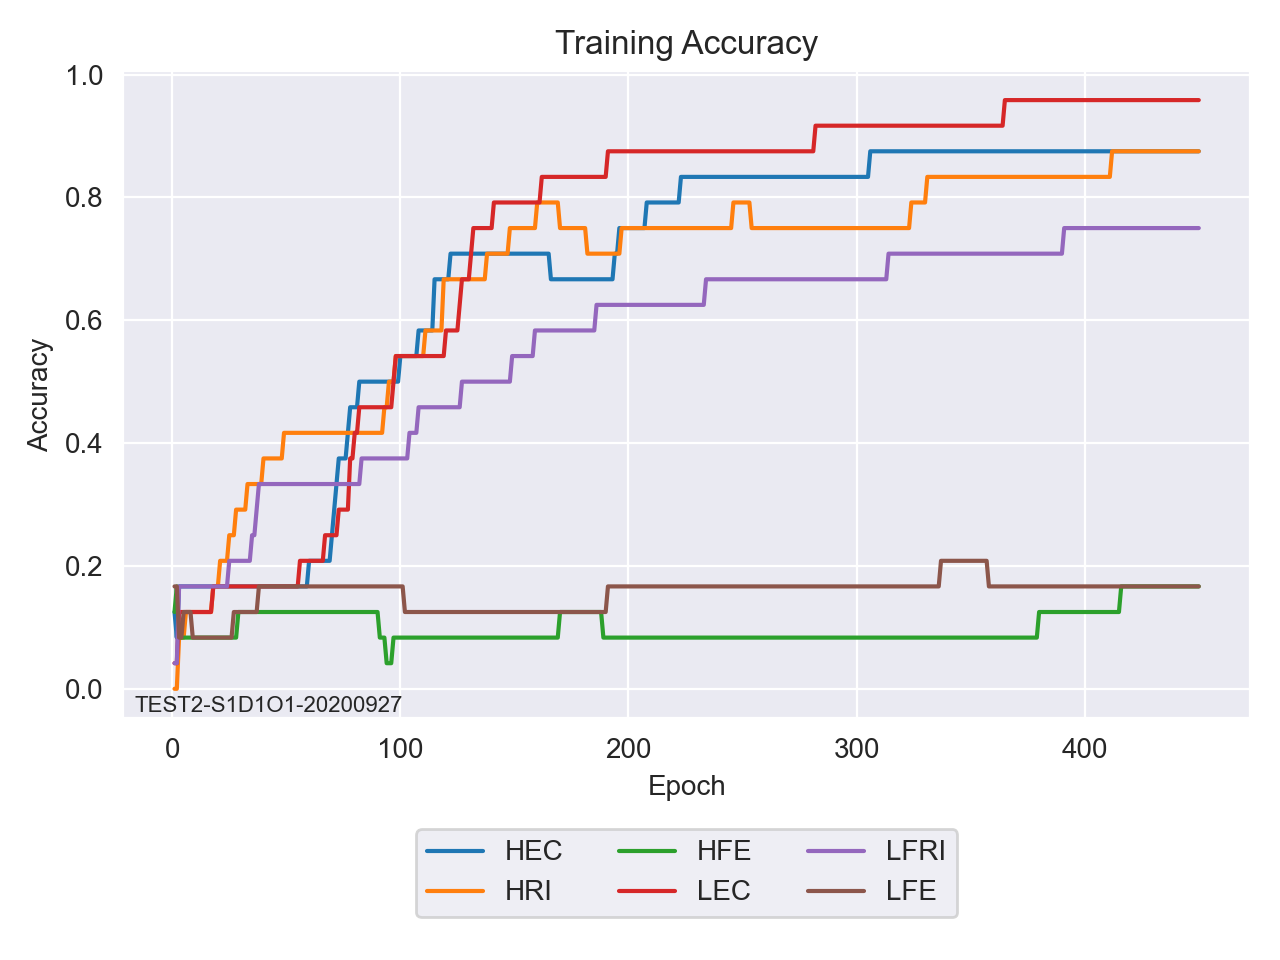 Training Accuracy
1.0
0.8
0.6
0.4
0.2
0.0
Accuracy
TEST2-S1D1O1-20200927
0 100 200 300 400
Epoch
HEC HFE LFRI
HRI LEC LFE